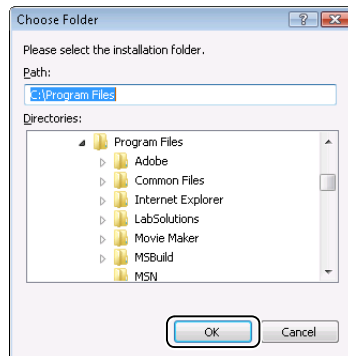 Choose Folder
Please select the installation folder.
Path:
C:\Program Files
Directories:
Program Files
Adobe
Common Files
Internet Explorer
LabSolutions
Movie Maker
MSBuild
MSN
OK Cancel